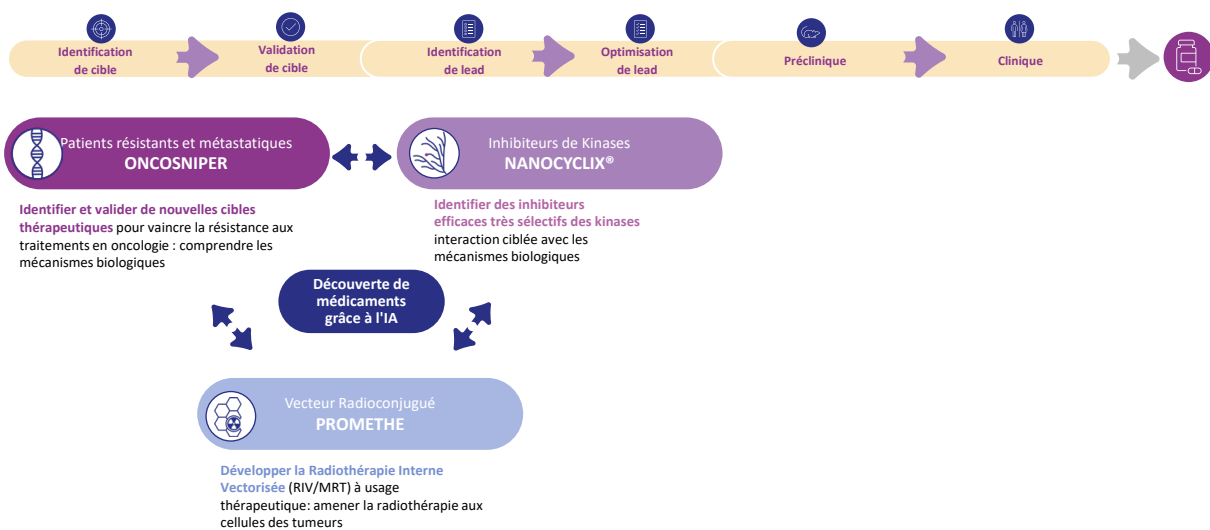 Identification
de cible
Validation
de cible
Identification
de lead
Optimisation
de lead
Préclinique
Clinique
Patients résistants et métastatiques
ONCOSNIPER
Inhibiteurs de Kinases
NANOCYCLIX®
Identifier et valider de nouvelles cibles
thérapeutiques pour vaincre la résistance aux
traitements en oncologie : comprendre les
mécanismes biologiques
Identifier des inhibiteurs
efficaces très sélectifs des kinases
interaction ciblée avec les
mécanismes biologiques
Découverte de
médicaments
grâce à l'IA
Vecteur Radioconjugué
PROMETHE
Développer la Radiothérapie Interne
Vectorisée (RIV/MRT) à usage
thérapeutique: amener la radiothérapie aux
cellules des tumeurs